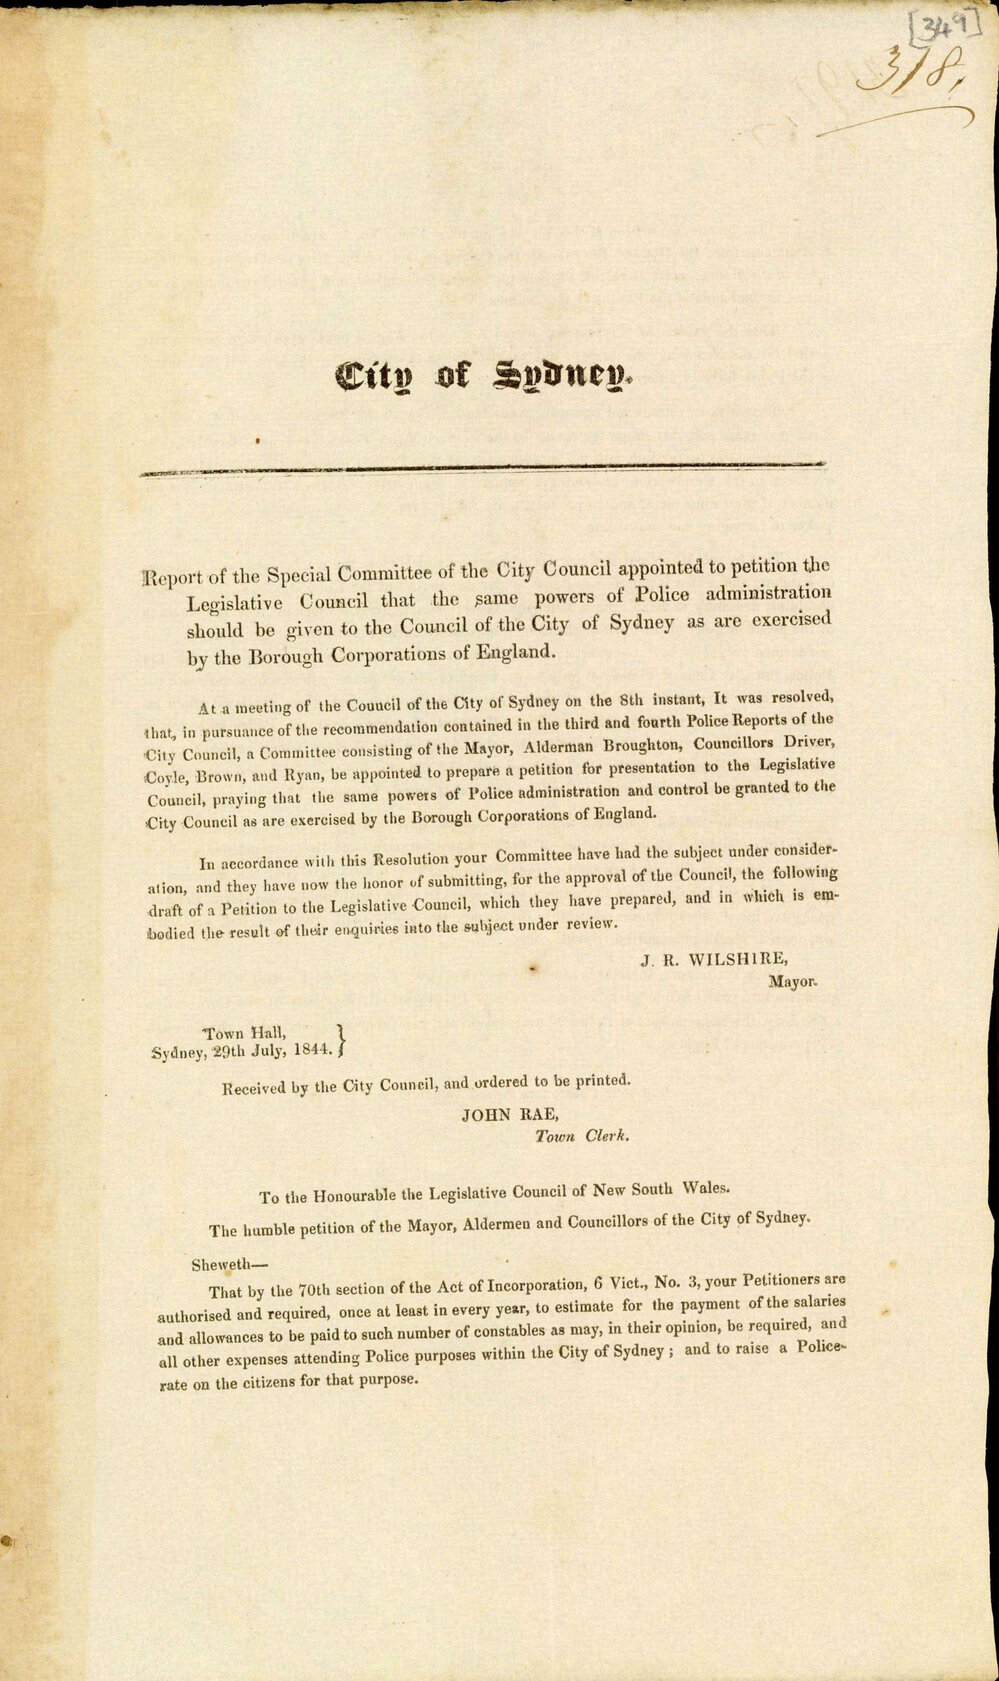 [349]
318.
City of Sydney.
Report of the Special Committee of the City Council appointed to petition the
Legislative Council that the same powers of Police administration
should be given to the Council of the City of Sydney as are exercised
by the Borough Corporations of England.
At a meeting of the Council of the City of Sydney on the 8th instant, It was resolved,
that, in pursuance of the recommendation contained in the third and fourth Police Reports of the
City Council, a Committee consisting of the Mayor, Alderman Broughton, Councillors Driver,
Coyle, Brown, and Ryan, be appointed to prepare a petition for presentation to the Legislative
Council, praying that the same powers of Police administration and control be granted to the
City Council as are exercised by the Borough Corporations of England.
In accordance with this Resolution your Committee have had the subject under consider-
ation, and they have now the honor of submitting, for the approval of the Council, the following
draft of a Petition to the Legislative Council, which they have prepared, and in which is em-
bodied the result of their enquiries into the subject under review.
J. R. WILSHIRE,
Mayor.
Town Hall,
Sydney, 29th July, 1844. }
Received by the City Council, and ordered to be printed.
JOHN RAE,
Town Clerk.
To the Honourable the Legislative Council of New South Wales.
The humble petition of the Mayor, Aldermen and Councillors of the City of Sydney.
Sheweth—
That by the 70th section of the Act of Incorporation, 6 Vict., No. 3, your Petitioners are
authorised and required, once at least in every year, to estimate for the payment of the salaries
and allowances to be paid to such number of constables as may, in their opinion, be required, and
all other expenses attending Police purposes within the City of Sydney; and to raise a Police-
rate on the citizens for that purpose.